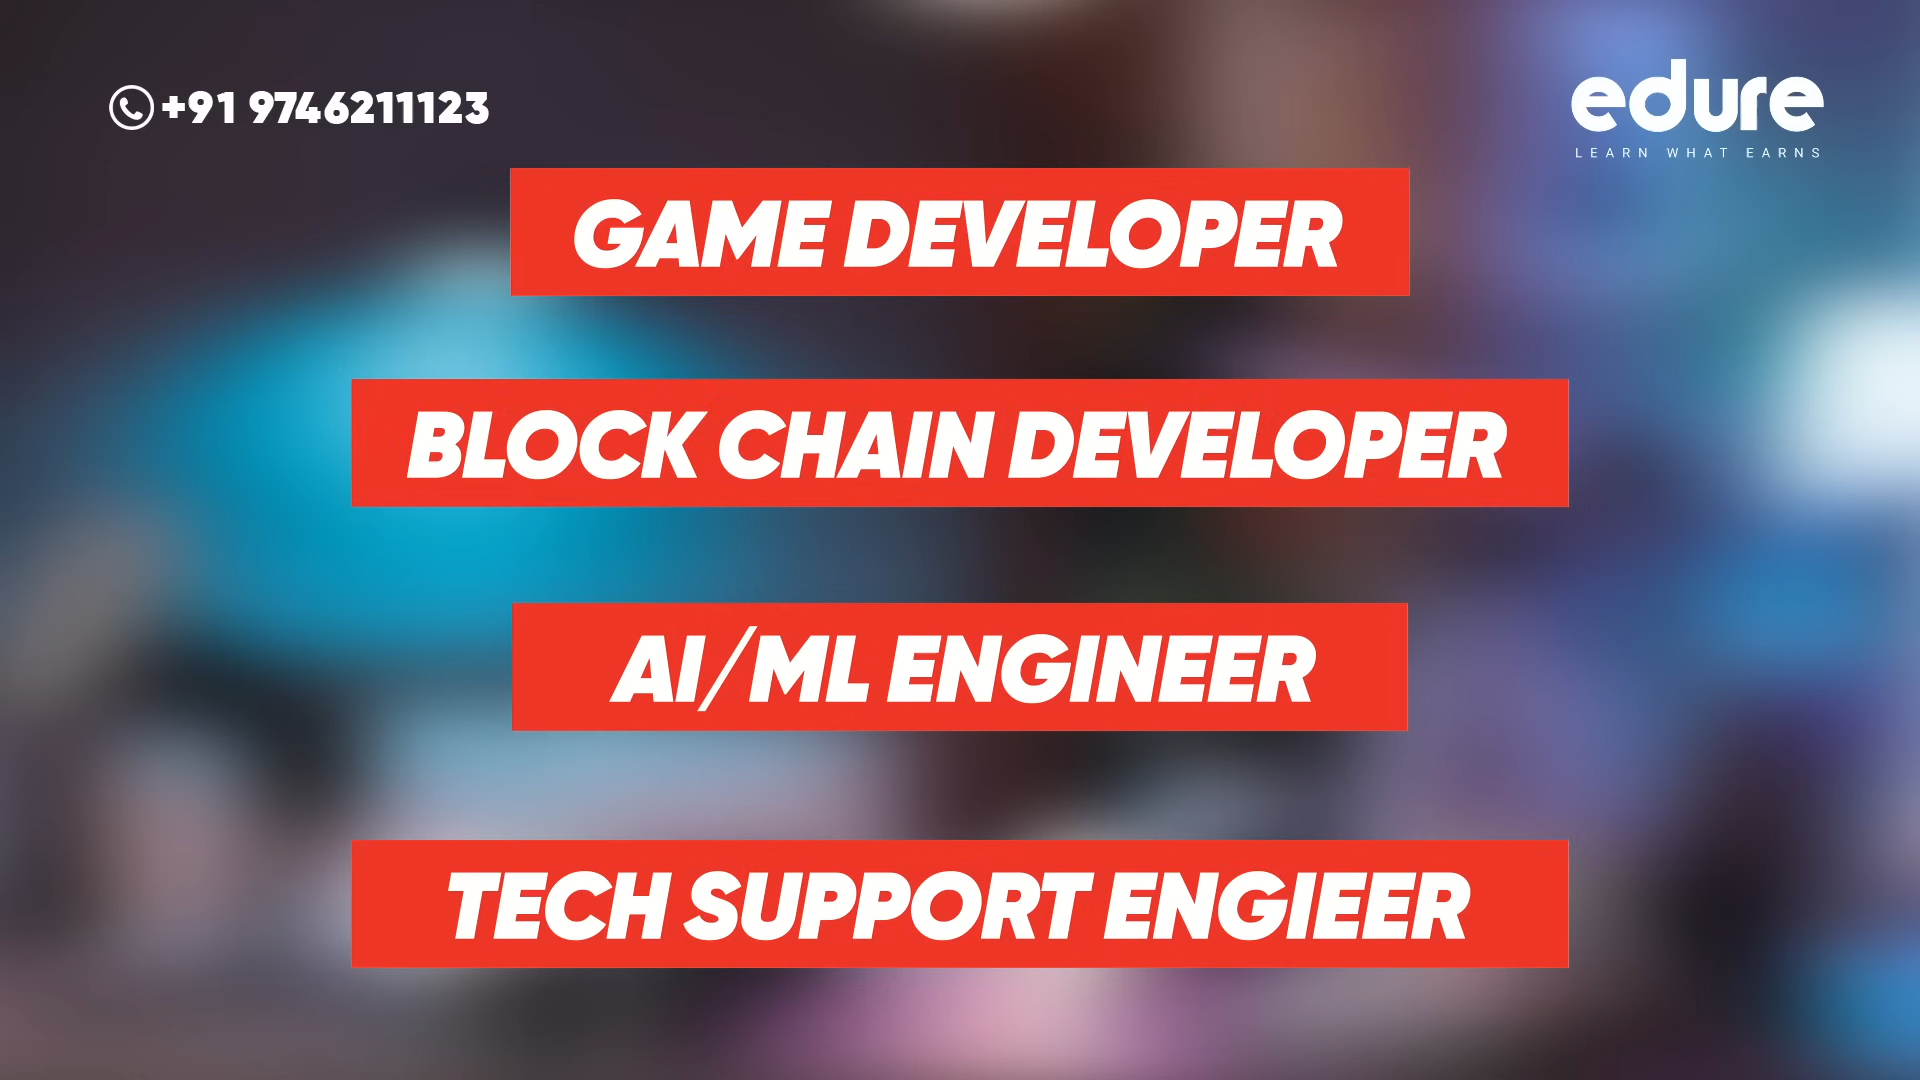 +91 9746211123
edure
LEARN WHAT EARNS
GAME DEVELOPER
BLOCK CHAIN DEVELOPER
AI/ML ENGINEER
TECH SUPPORT ENGIEER